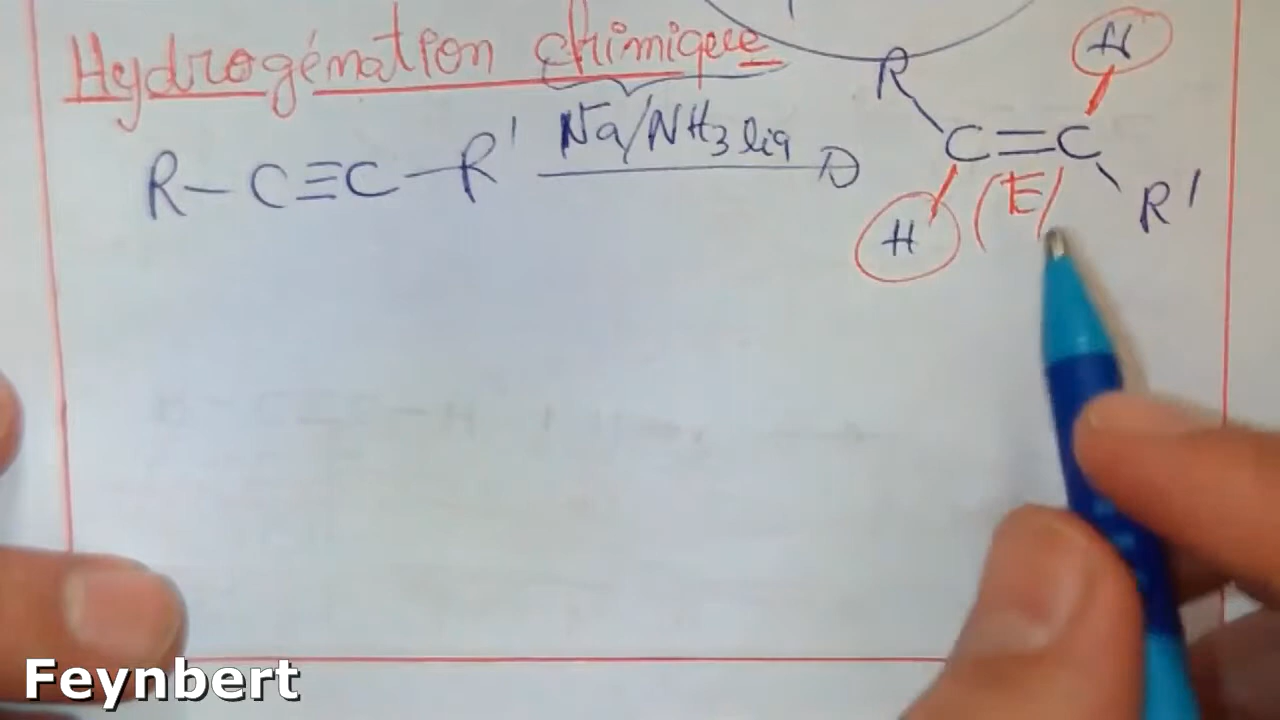 Hydrogénation chimique
R-C≡C-R' Na/NH3 liq
R H
C=C
H (E) R'
Feynbert